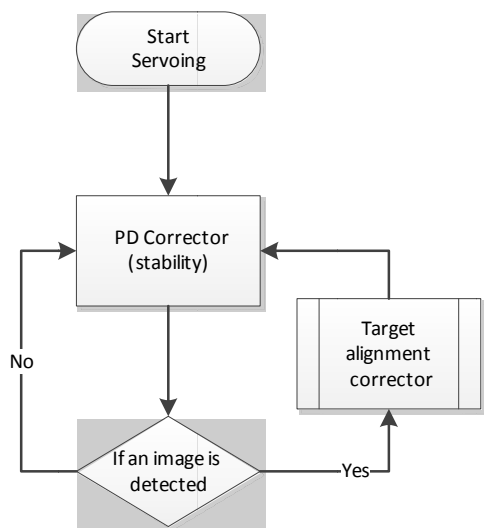 Start
Servoing
PD Corrector
(stability)
Target
alignment
corrector
No
If an image is
detected
Yes